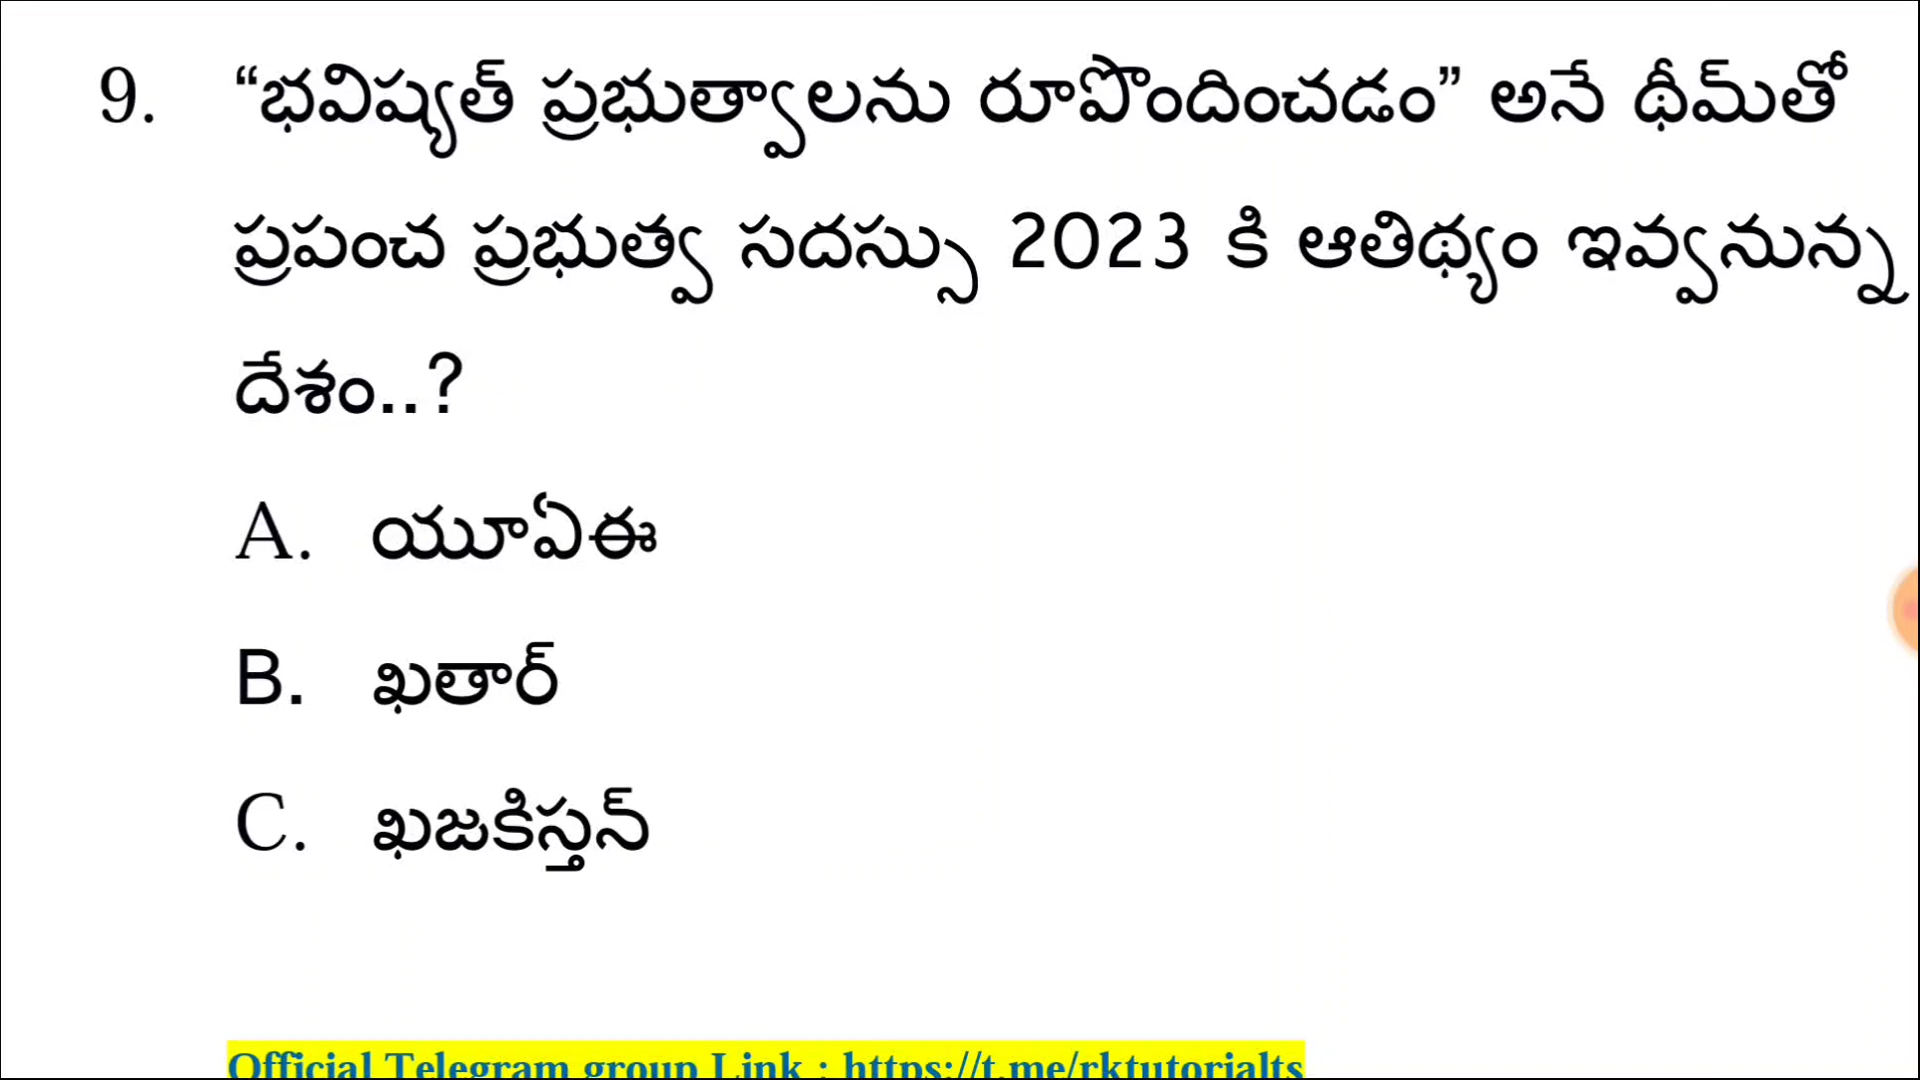 9. “భవిష్యత్ ప్రభుత్వాలను రూపొందించడం” అనే థీమ్‌తో
ప్రపంచ ప్రభుత్వ సదస్సు 2023 కి ఆతిథ్యం ఇవ్వనున్న
దేశం..?
A. యూఏఈ
B. ఖతార్
C. ఖజకిస్తన్
Official Telegram group Link : https://t.me/rktutorialts